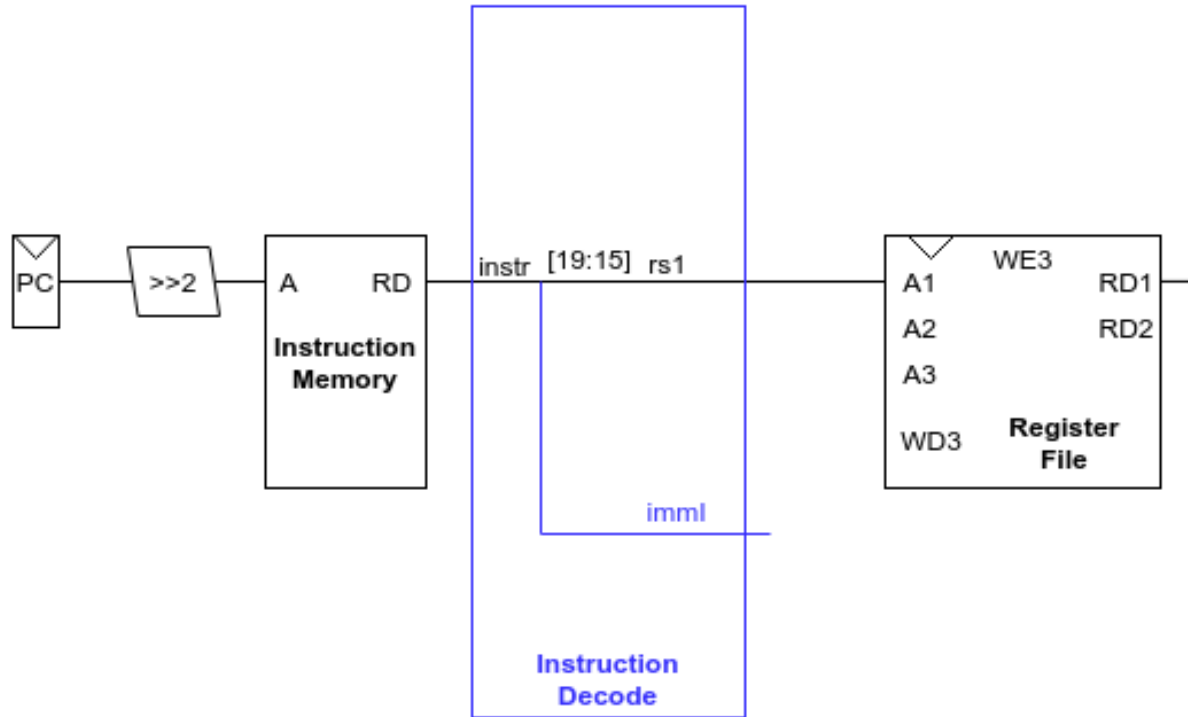 PC
>>2
A
RD
Instruction
Memory
instr
[19:15]
rs1
immI
Instruction
Decode
A1
A2
A3
WD3
WE3
RD1
RD2
Register
File